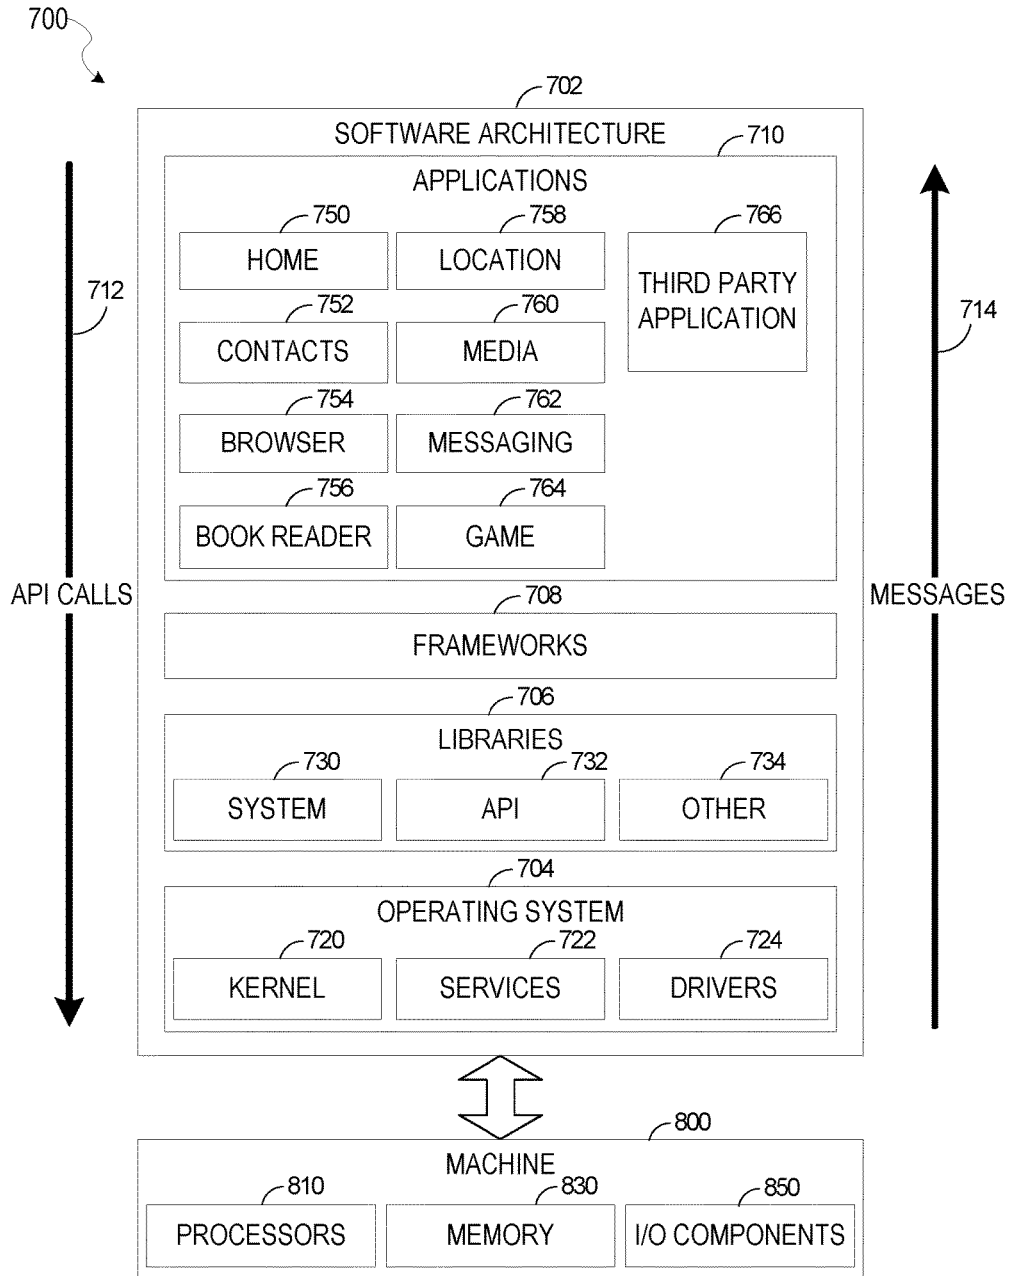 700
702
SOFTWARE ARCHITECTURE
710
APPLICATIONS
750
758
766
HOME
LOCATION
THIRD PARTY
APPLICATION
712
752
760
714
CONTACTS
MEDIA
754
762
BROWSER
MESSAGING
756
764
BOOK READER
GAME
API CALLS
708
MESSAGES
FRAMEWORKS
706
LIBRARIES
730
732
734
SYSTEM
API
OTHER
704
OPERATING SYSTEM
720
722
724
KERNEL
SERVICES
DRIVERS
800
MACHINE
810
830
850
PROCESSORS
MEMORY
I/O COMPONENTS